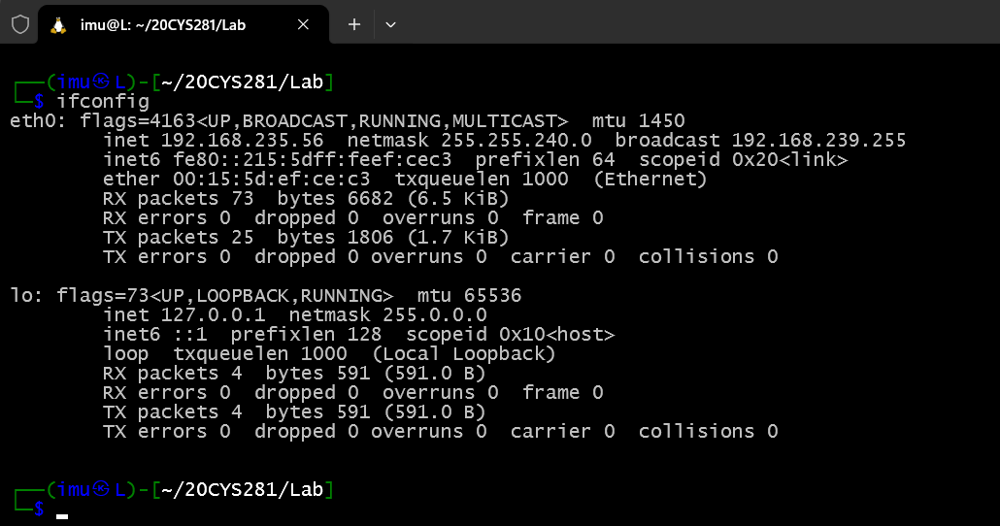 imu@L: ~/20CYS281/Lab
┌──(imu㉿L)-[~/20CYS281/Lab]
└─$ ifconfig
eth0: flags=4163<UP,BROADCAST,RUNNING,MULTICAST>  mtu 1450
        inet 192.168.235.56  netmask 255.255.240.0  broadcast 192.168.239.255
        inet6 fe80::215:5dff:feef:cec3  prefixlen 64  scopeid 0x20<link>
        ether 00:15:5d:ef:ce:c3  txqueuelen 1000  (Ethernet)
        RX packets 73  bytes 6682 (6.5 KiB)
        RX errors 0  dropped 0  overruns 0  frame 0
        TX packets 25  bytes 1806 (1.7 KiB)
        TX errors 0  dropped 0 overruns 0  carrier 0  collisions 0

lo: flags=73<UP,LOOPBACK,RUNNING>  mtu 65536
        inet 127.0.0.1  netmask 255.0.0.0
        inet6 ::1  prefixlen 128  scopeid 0x10<host>
        loop  txqueuelen 1000  (Local Loopback)
        RX packets 4  bytes 591 (591.0 B)
        RX errors 0  dropped 0  overruns 0  frame 0
        TX packets 4  bytes 591 (591.0 B)
        TX errors 0  dropped 0 overruns 0  carrier 0  collisions 0

┌──(imu㉿L)-[~/20CYS281/Lab]
└─$